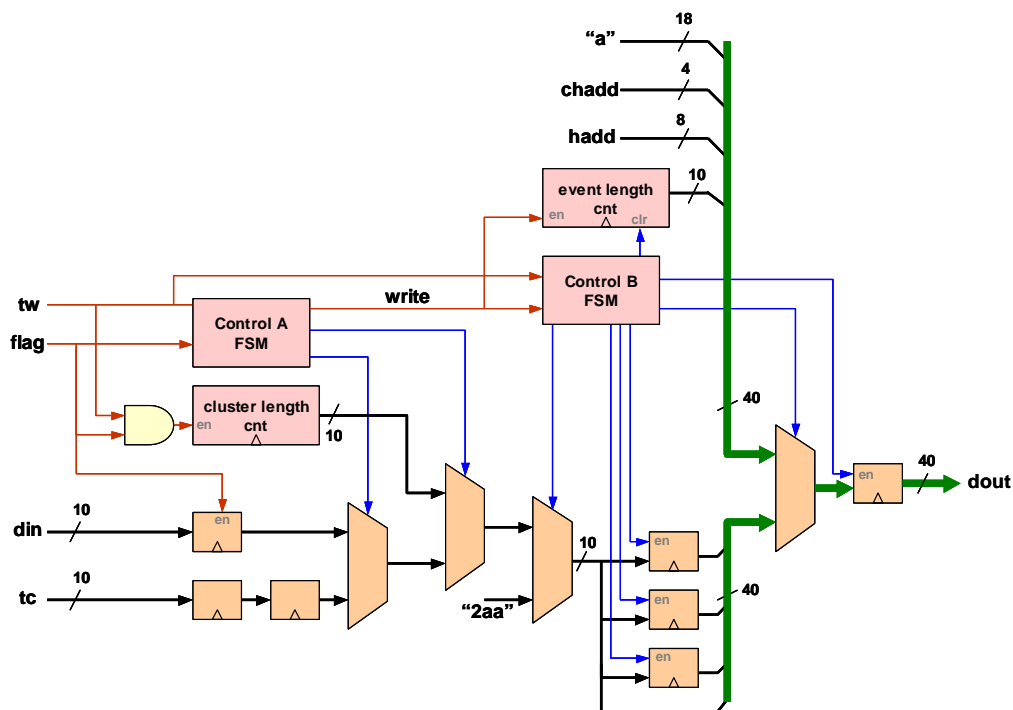 18
“a”
4
chadd
8
hadd
10
event length
cnt
en
clr
Control B
FSM
tw
write
Control A
FSM
flag
40
cluster length
cnt
en
10
en
40
dout
10
din
en
10
en
10
tc
“2aa”
en
40
en